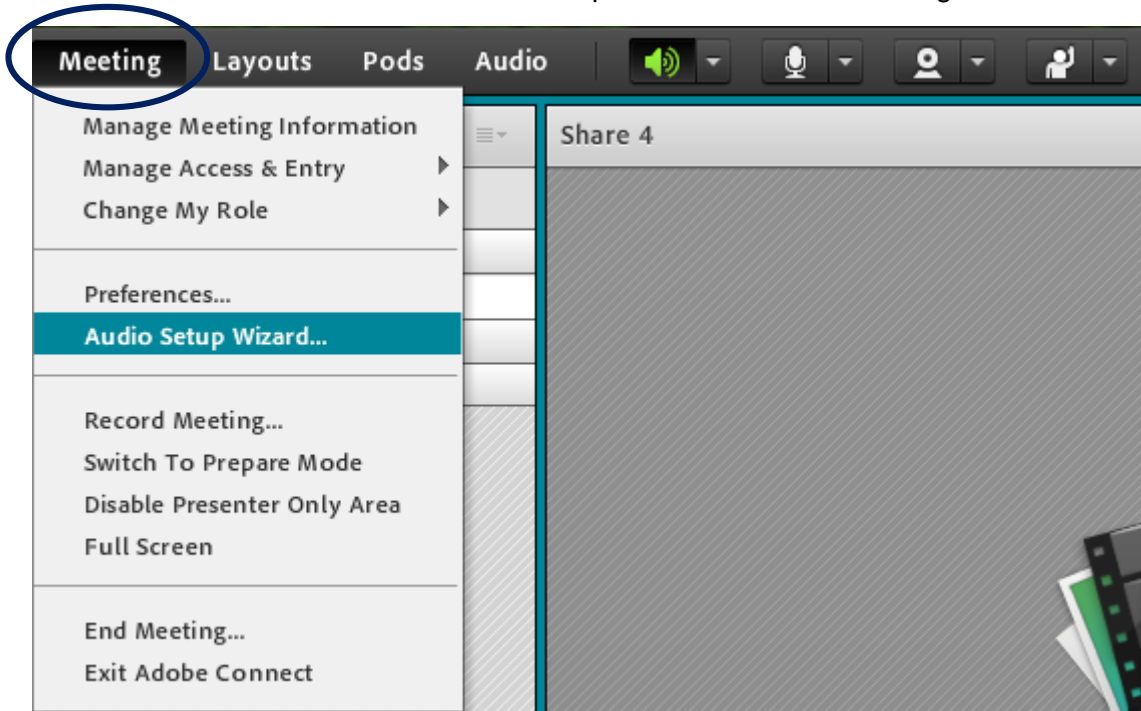 Meeting Layouts Pods Audio
Manage Meeting Information
Manage Access & Entry
Change My Role
Preferences...
Audio Setup Wizard...
Record Meeting...
Switch To Prepare Mode
Disable Presenter Only Area
Full Screen
End Meeting...
Exit Adobe Connect
Share 4